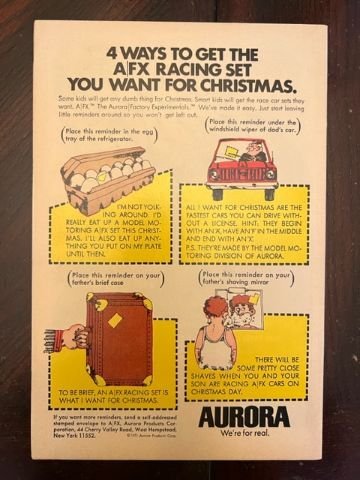 4 WAYS TO GET THE
A/FX RACING SET
YOU WANT FOR CHRISTMAS.
Some kids will get any dumb thing for Christmas. Smart kids will get the race car sets they
want. A/FX.™ The Aurora/Factory Experimentals.™ We've made it easy. Just start leaving
little reminders around so you won't get left out.
(Place this reminder in the egg
tray of the refrigerator.
I'M NOT YOLK-
ING AROUND. I'D
REALLY EAT UP A MODEL MO-
TORING A/FX SET THIS CHRIST-
MAS. I'LL ALSO EAT UP ANY-
THING YOU PUT ON MY PLATE
UNTIL THEN.
(Place this reminder under the
windshield wiper of dad's car.)
ALL I WANT FOR CHRISTMAS ARE THE
FASTEST CARS YOU CAN DRIVE WITH-
OUT A LICENSE. HINT: THEY BEGIN
WITH AN 'A', HAVE AN 'F' IN THE MIDDLE
AND END WITH AN 'X'.
P.S. THEY'RE MADE BY THE MODEL MO-
TORING DIVISION OF AURORA.
(Place this reminder on your
father's brief case
TO BE BRIEF, AN A/FX RACING SET IS
WHAT I WANT FOR CHRISTMAS.
(Place this reminder on your
father's shaving mirror
THERE WILL BE
SOME PRETTY CLOSE
SHAVES WHEN YOU AND YOUR
SON ARE RACING A/FX CARS ON
CHRISTMAS DAY.
If you want more reminders, send a self-addressed
stamped envelope to A/FX, Aurora Products Cor-
poration, 44 Cherry Valley Road, West Hempstead,
New York 11552.
© 1971 Aurora Products Corp.
AURORA
We're for real.